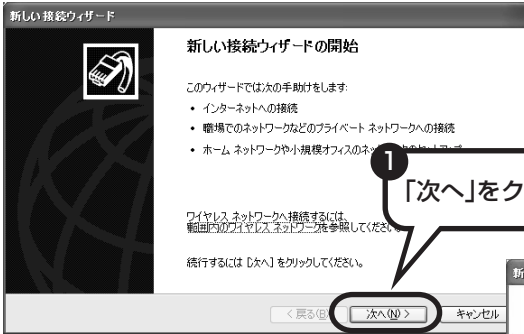 新しい接続ウィザード
新しい接続ウィザードの開始
このウィザードでは次の手助けをします:
• インターネットへの接続
• 職場でのネットワークなどのプライベート ネットワークへの接続
• ホーム ネットワークや小規模オフィスのネッ
1
「次へ」をク
ワイヤレス ネットワークへ接続するには、
範囲内のワイヤレス ネットワークを参照してくださ
続行するには [次へ] をクリックしてください。
新
< 戻る(B)
次へ(N) >
キャンセル